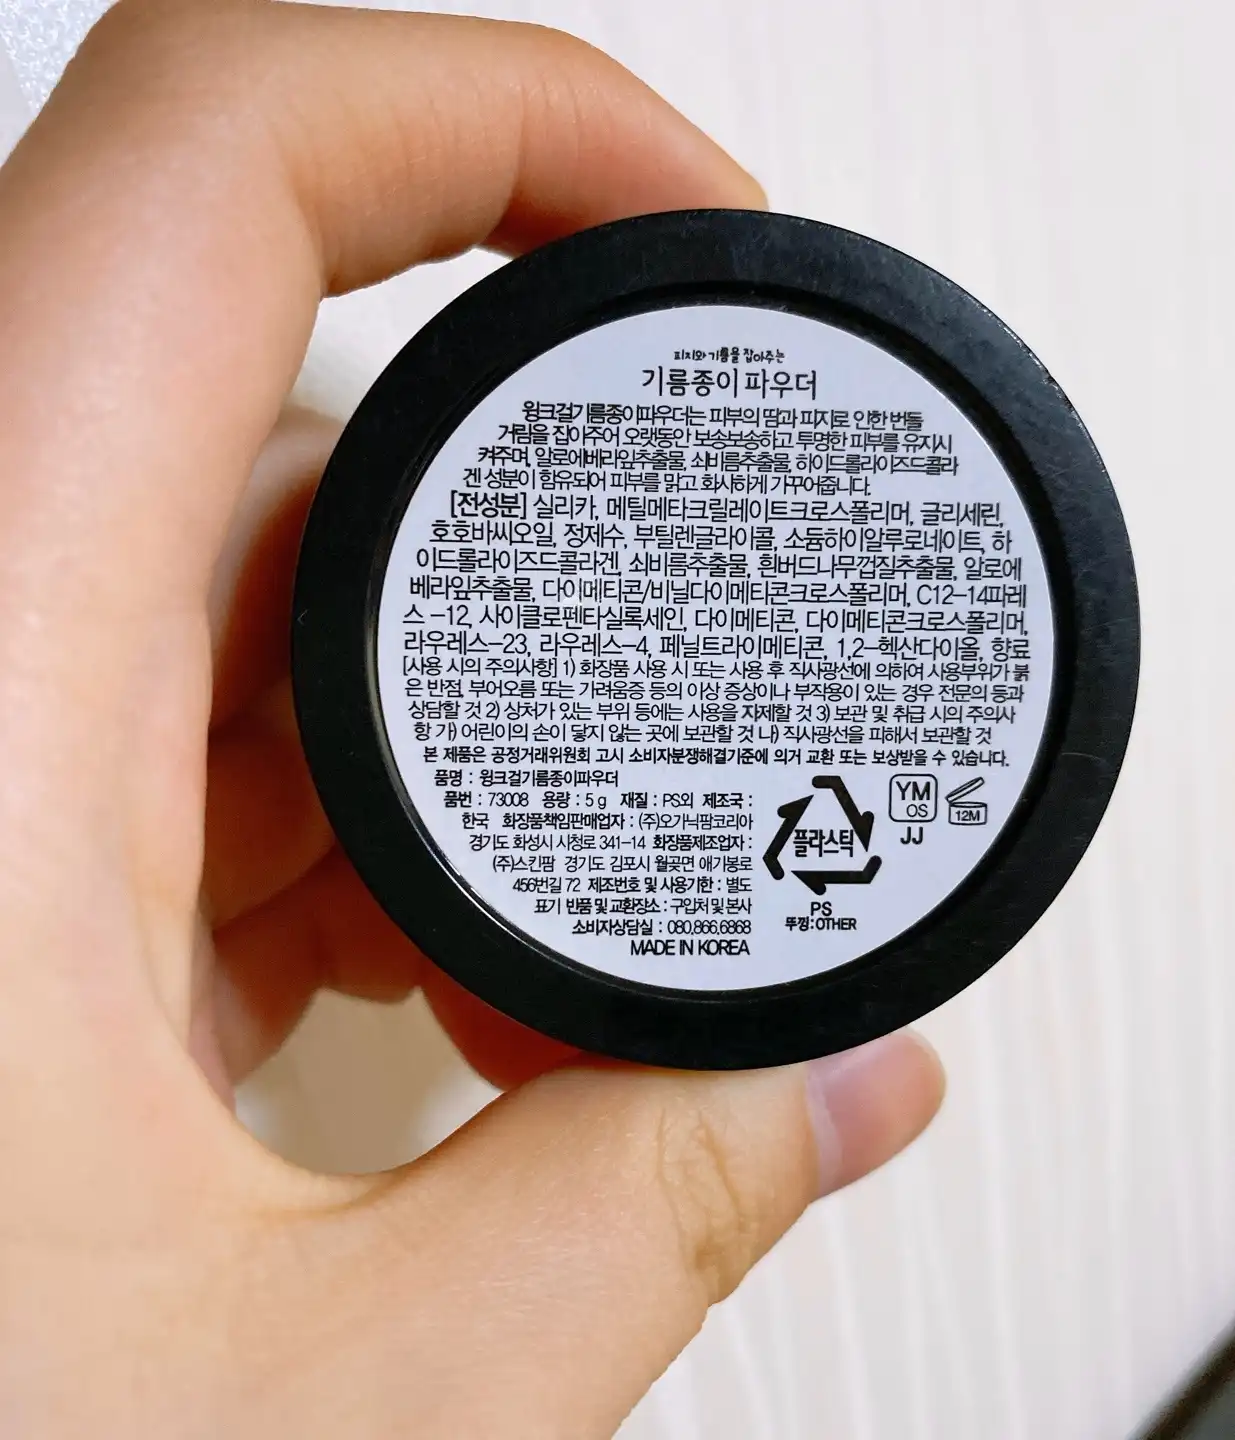 피지와 기름을 잡아주는
기름종이 파우더
윙크걸기름종이파우더는 피부의 땀과 피지로 인한 번들
거림을 잡아주어 오랫동안 보송보송하고 투명한 피부를 유지시
켜주며, 알로에베라잎추출물, 쇠비름추출물, 하이드롤라이즈드콜라
겐 성분이 함유되어 피부를 맑고 화사하게 가꾸어줍니다.
[전성분] 실리카, 메틸메타크릴레이트크로스폴리머, 글리세린,
호호바씨오일, 정제수, 부틸렌글라이콜, 소듐하이알루로네이트, 하
이드롤라이즈드콜라겐, 쇠비름추출물, 흰버드나무껍질추출물, 알로에
베라잎추출물, 다이메티콘/비닐다이메티콘크로스폴리머, C12-14파레
스 -12, 사이클로펜타실록세인, 다이메티콘, 다이메티콘크로스폴리머,
라우레스-23, 라우레스-4, 페닐트라이메티콘, 1,2-헥산다이올, 향료
[사용 시의 주의사항] 1) 화장품 사용 시 또는 사용 후 직사광선에 의하여 사용부위가 붉
은 반점, 부어오름 또는 가려움증 등의 이상 증상이나 부작용이 있는 경우 전문의 등과
상담할 것 2) 상처가 있는 부위 등에는 사용을 자제할 것 3) 보관 및 취급 시의 주의사
항 가) 어린이의 손이 닿지 않는 곳에 보관할 것 나) 직사광선을 피해서 보관할 것
본 제품은 공정거래위원회 고시 소비자분쟁해결기준에 의거 교환 또는 보상받을 수 있습니다.
품명 : 윙크걸기름종이파우더
품번 : 73008 용량 : 5 g 재질 : PS외 제조국 :
한국 화장품책임판매업자 : (주)오가닉팜코리아
경기도 화성시 시청로 341-14 화장품제조업자 :
(주)스킨팜 경기도 김포시 월곶면 애기봉로
456번길 72 제조번호 및 사용기한 : 별도
표기 반품 및 교환장소 : 구입처 및 본사
소비자상담실 : 080.866.6868
MADE IN KOREA
플라스틱
PS
뚜껑:OTHER
YM
OS
JJ
12M